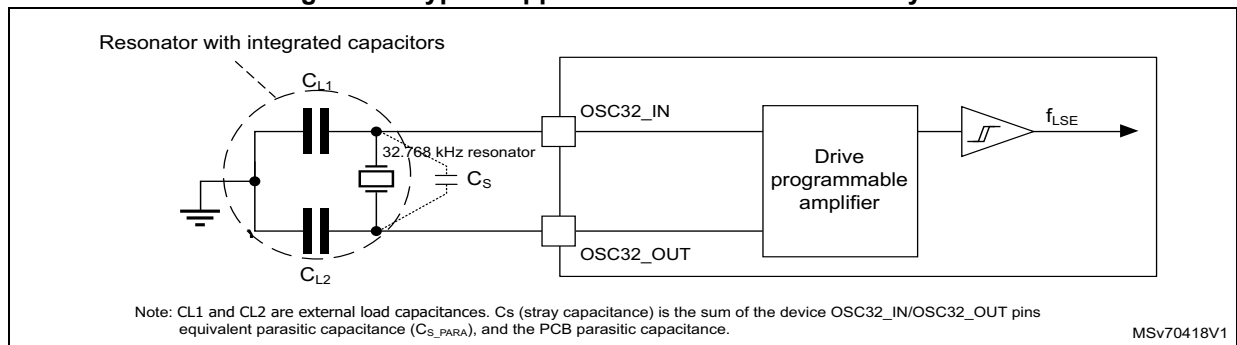 Resonator with integrated capacitors
CL1
OSC32_IN
fLSE
32.768 kHz resonator
CS
Drive
programmable
amplifier
OSC32_OUT
CL2
Note: CL1 and CL2 are external load capacitances. Cs (stray capacitance) is the sum of the device OSC32_IN/OSC32_OUT pins
equivalent parasitic capacitance (CS_PARA), and the PCB parasitic capacitance.
MSv70418V1